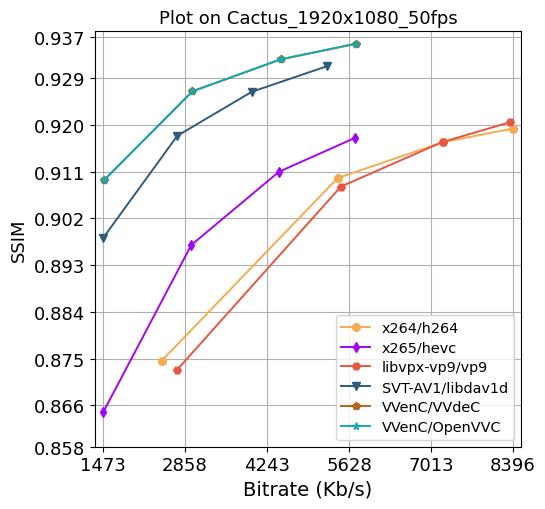 Plot on Cactus_1920x1080_50fps
SSIM
0.937
0.929
0.920
0.911
0.902
0.893
0.884
0.875
0.866
0.858
x264/h264
x265/hevc
libvpx-vp9/vp9
SVT-AV1/libdav1d
VVenC/VVdeC
VVenC/OpenVVC
1473 2858 4243 5628 7013 8396
Bitrate (Kb/s)